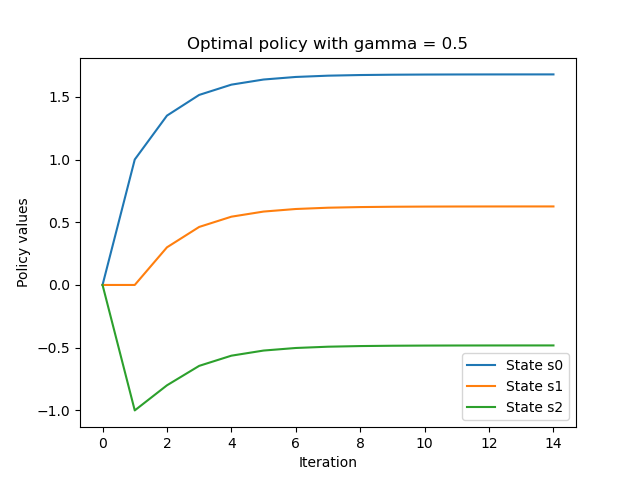 Optimal policy with gamma = 0.5
Policy values
1.5
1.0
0.5
0.0
−0.5
−1.0
0 2 4 6 8 10 12 14
Iteration
State s0
State s1
State s2